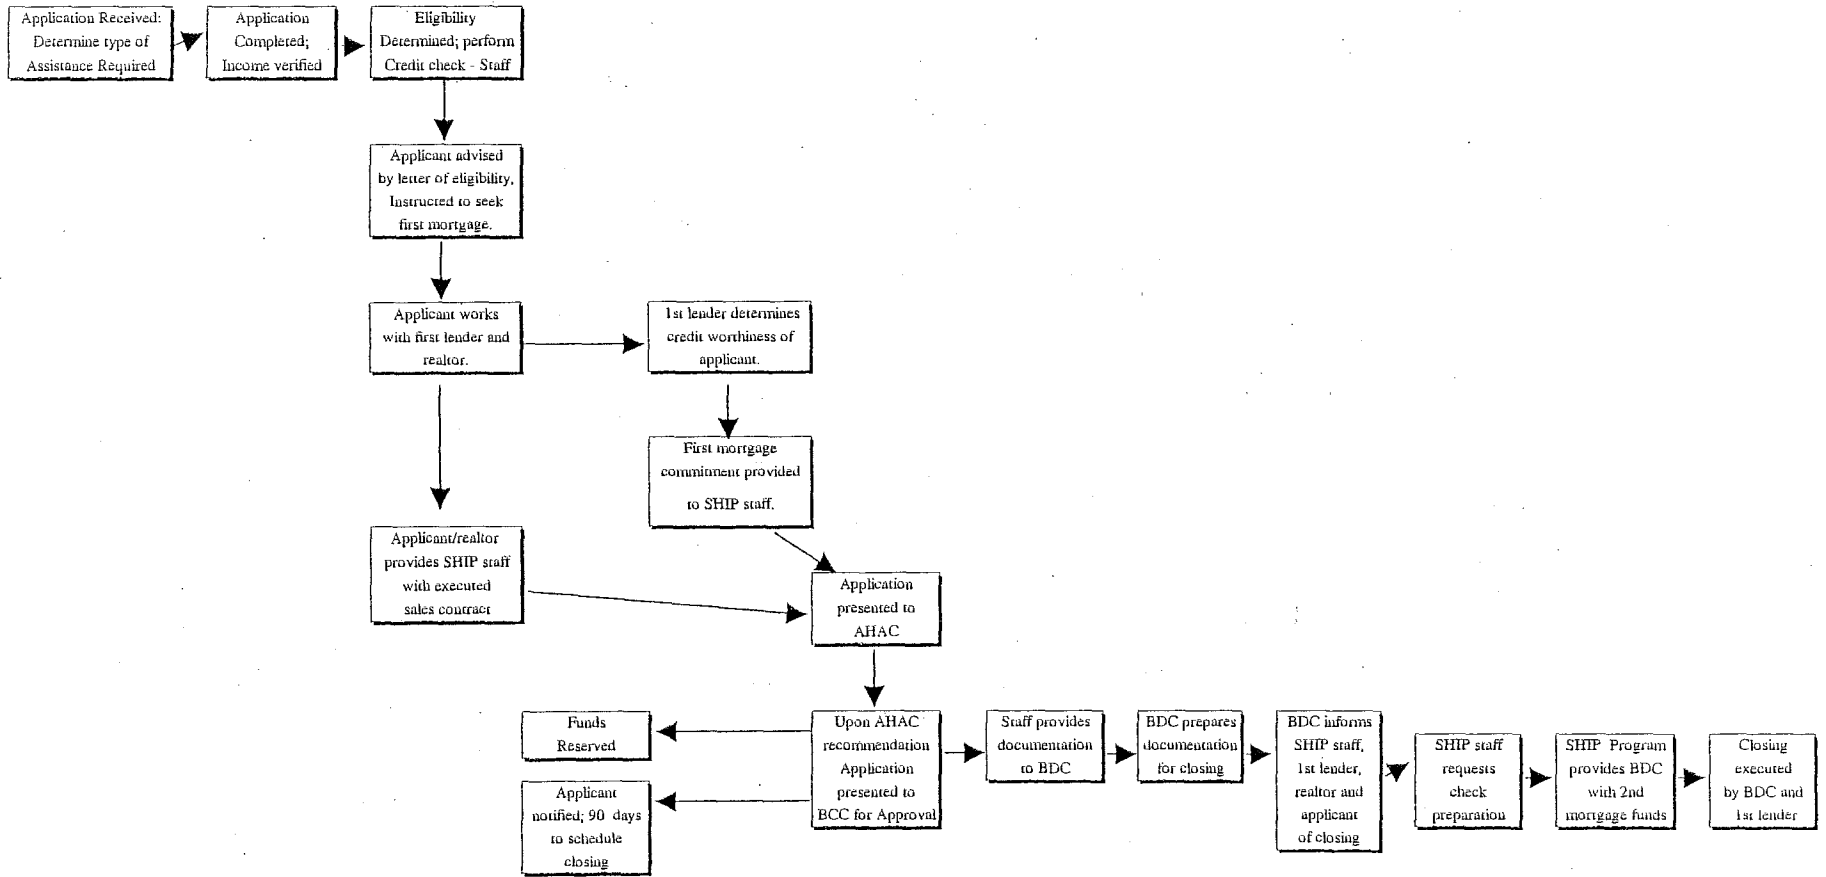 Application Received:
Determine type of
Assistance Required
Application
Completed;
Income verified
Eligibility
Determined; perform
Credit check - Staff
Applicant advised
by letter of eligibility,
Instructed to seek
first mortgage.
Applicant works
with first lender and
realtor.
1st lender determines
credit worthiness of
applicant.
First mortgage
commitment provided
to SHIP staff.
Applicant/realtor
provides SHIP staff
with executed
sales contract
Application
presented to
AHAC
Funds
Reserved
Applicant
notified; 90 days
to schedule
closing
Upon AHAC
recommendation
Application
presented to
BCC for Approval
Staff provides
documentation
to BDC
BDC prepares
documentation
for closing
BDC informs
SHIP staff,
1st lender,
realtor and
applicant
of closing
SHIP staff
requests
check
preparation
SHIP Program
provides BDC
with 2nd
mortgage funds
Closing
executed
by BDC and
1st lender